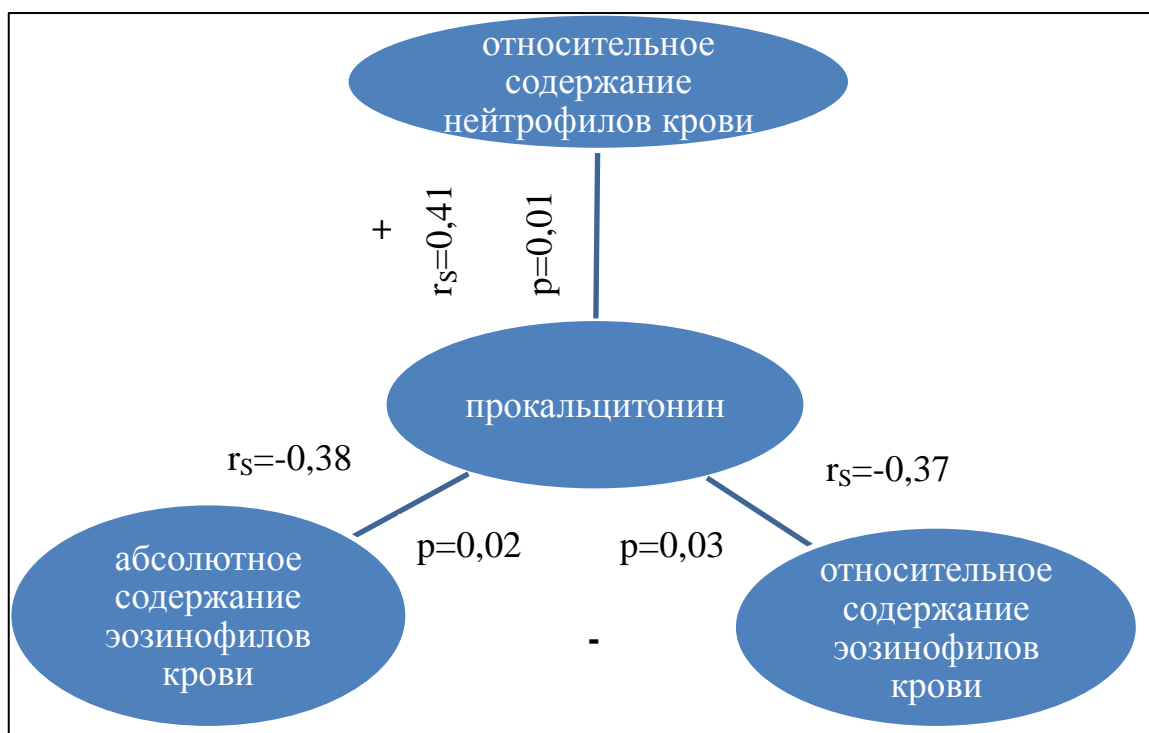 относительное
содержание
нейтрофилов крови
+
rs=0,41
p=0,01
прокальцитонин
rs=-0,38
rs=-0,37
p=0,02
p=0,03
абсолютное
содержание
эозинофилов
крови
-
относительное
содержание
эозинофилов
крови